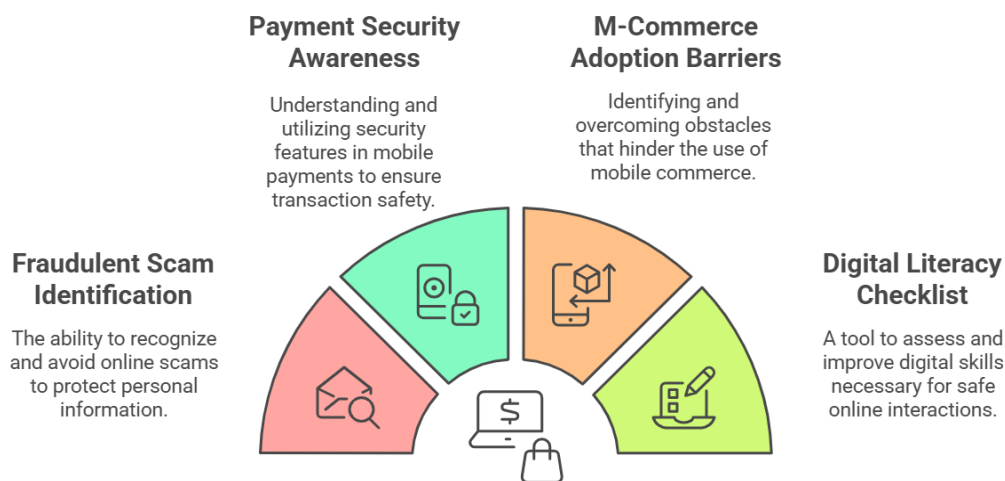 Payment Security
Awareness
Understanding and
utilizing security
features in mobile
payments to ensure
transaction safety.
M-Commerce
Adoption Barriers
Identifying and
overcoming obstacles
that hinder the use of
mobile commerce.
Fraudulent Scam
Identification
The ability to recognize
and avoid online scams
to protect personal
information.
Digital Literacy
Checklist
A tool to assess and
improve digital skills
necessary for safe
online interactions.
$